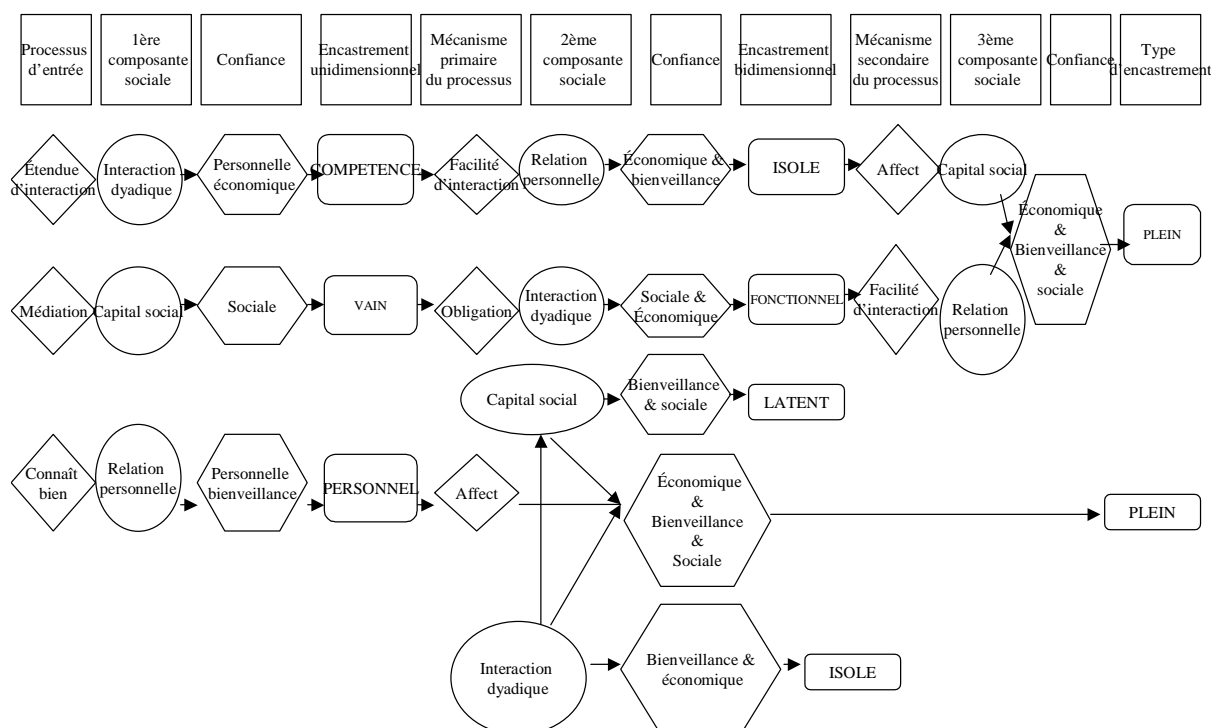 Processus
d'entrée
1ère
composante
sociale
Confiance
Encastrement
unidimensionnel
Mécanisme
primaire
du processus
2ème
composante
sociale
Confiance
Encastrement
bidimensionnel
Mécanisme
secondaire
du processus
3ème
composante
sociale
Confiance
Type
d'encastrement
Étendue
d'interaction
Interaction
dyadique
Personnelle
économique
COMPETENCE
Facilité
d'interaction
Relation
personnelle
Économique &
bienveillance
ISOLE
Affect
Capital social
Économique
&
Bienveillance
&
sociale
PLEIN
Médiation
Capital social
Sociale
VAIN
Obligation
Interaction
dyadique
Sociale &
Économique
FONCTIONNEL
Facilité
d'interaction
Relation
personnelle
Capital social
Bienveillance
& sociale
LATENT
Connaît
bien
Relation
personnelle
Personnelle
bienveillance
PERSONNEL
Affect
Économique
&
Bienveillance
&
Sociale
PLEIN
Interaction
dyadique
Bienveillance &
économique
ISOLE